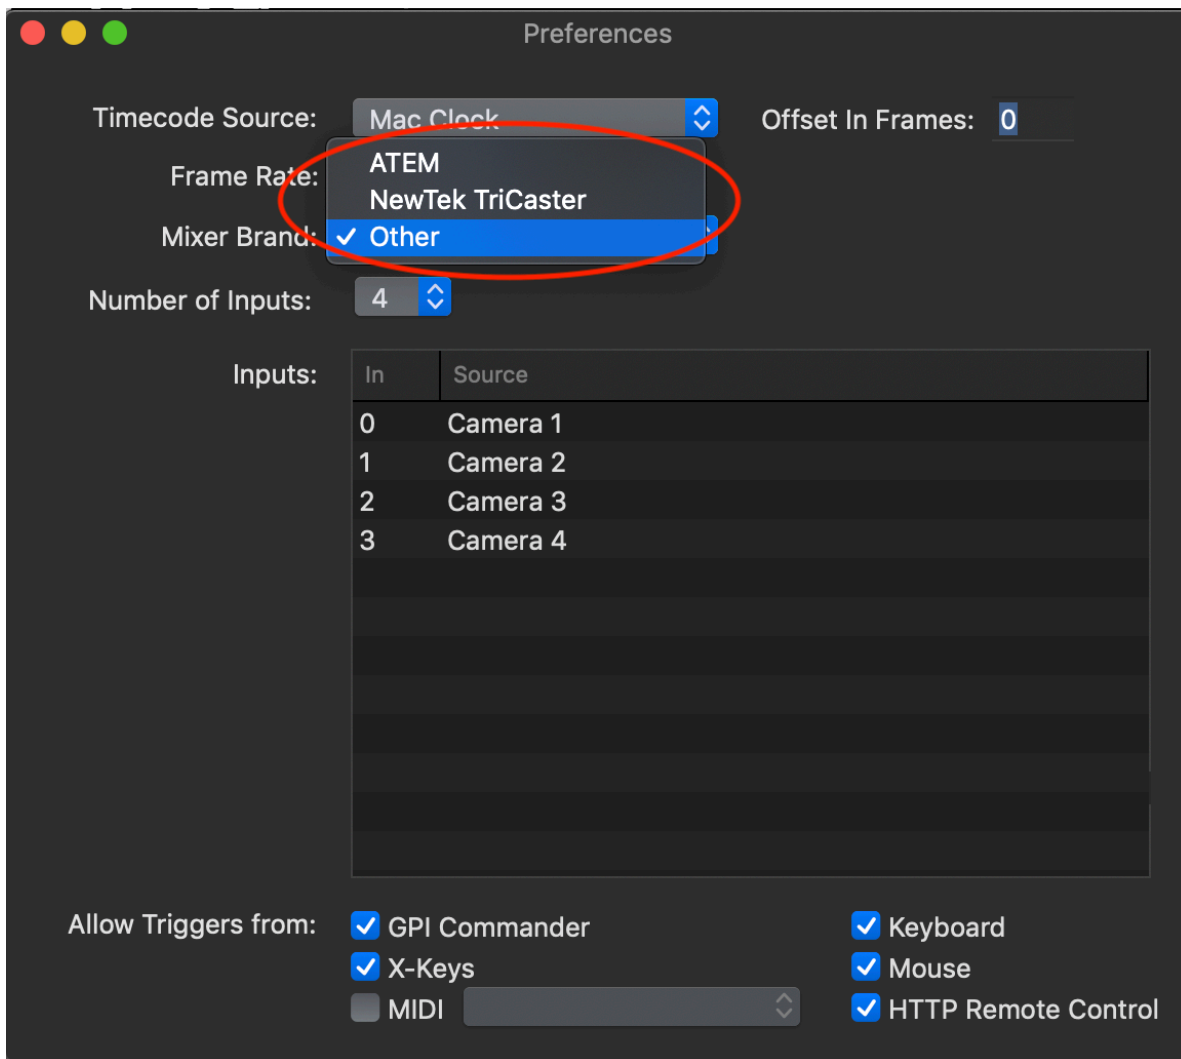 Preferences
Timecode Source: Mac Clock Offset In Frames: 0
Frame Rate:
ATEM
NewTek TriCaster
Mixer Brand: ✓ Other
Number of Inputs: 4
Inputs: In Source
0 Camera 1
1 Camera 2
2 Camera 3
3 Camera 4
Allow Triggers from: GPI Commander Keyboard
X-Keys Mouse
MIDI HTTP Remote Control